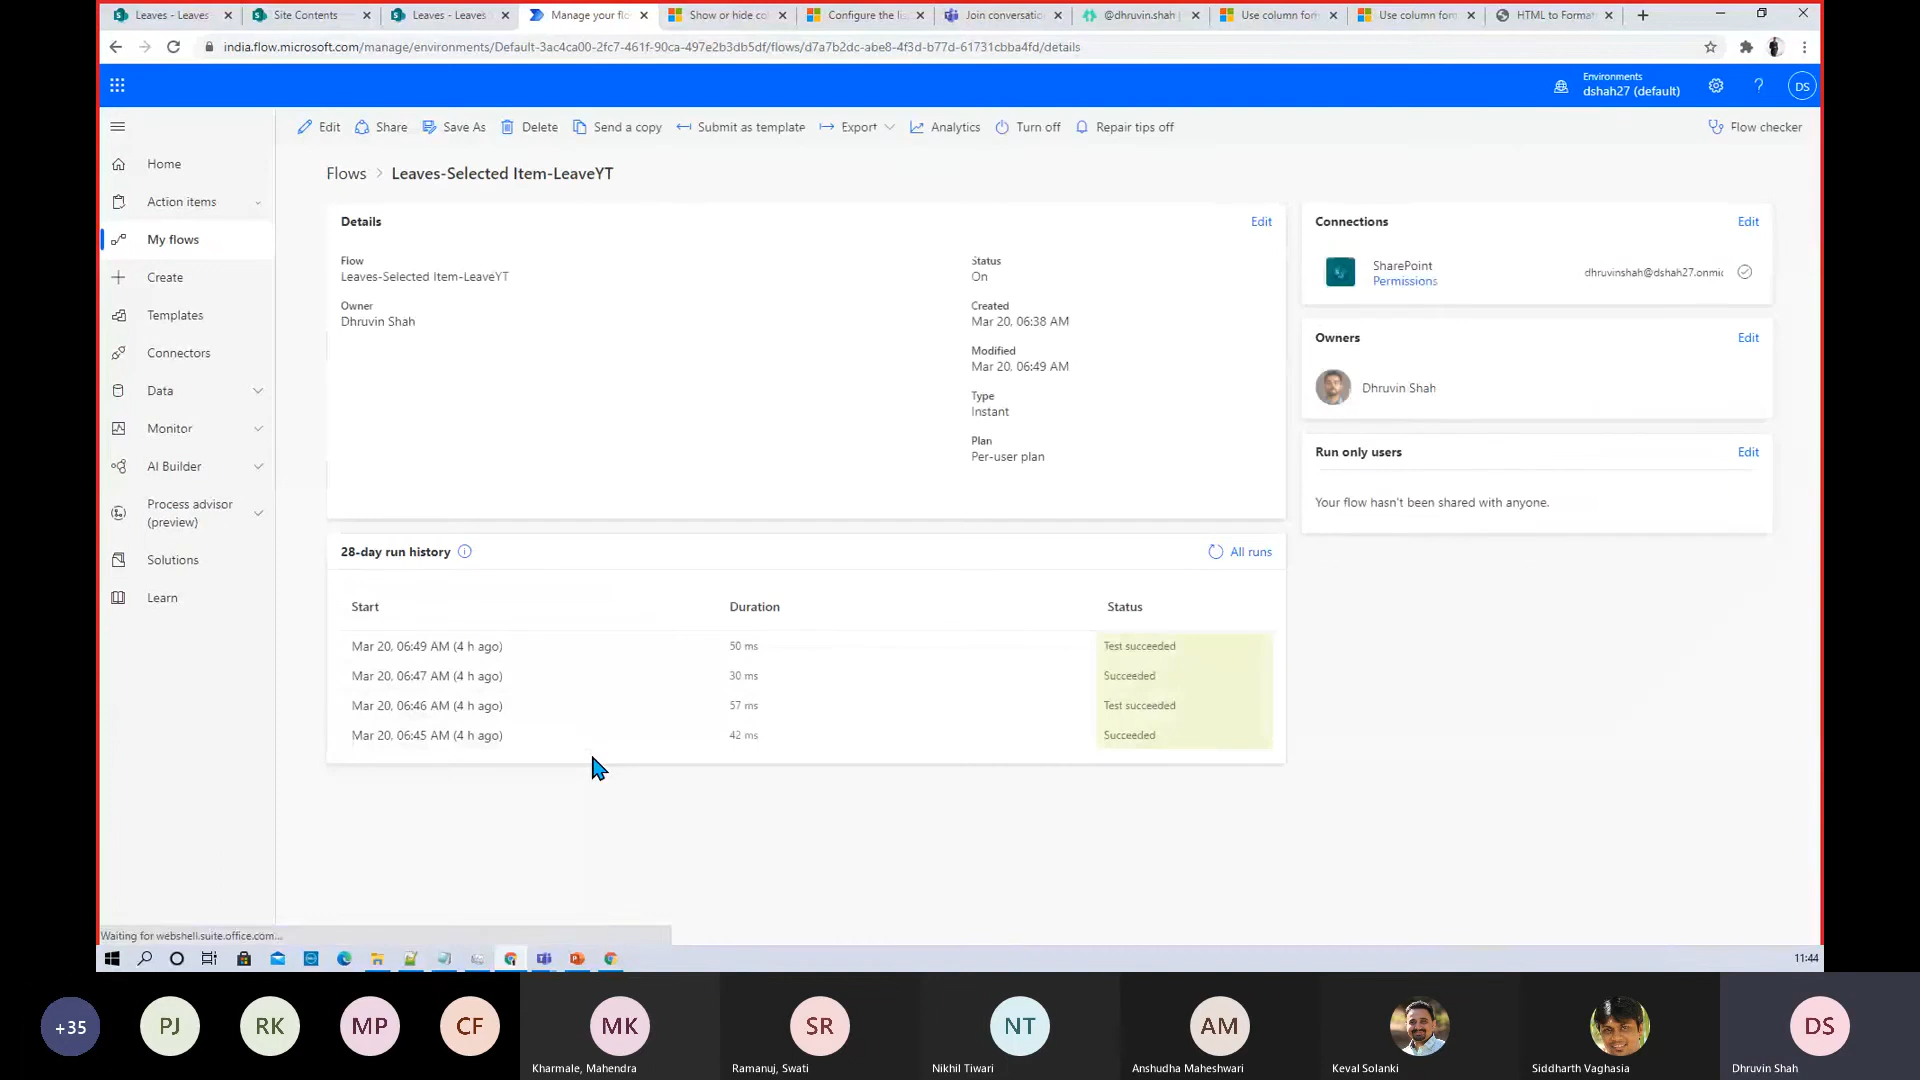 Leaves - Leaves
Site Contents
Leaves - Leaves
Manage your flo
Show or hide co
Configure the li
Join conversatio
@dhruvin.shah
Use column for
Use column for
HTML to Format
india.flow.microsoft.com/manage/environments/Default-3ac4ca00-2fc7-461f-90ca-497e2b3db5df/flows/d7a7b2dc-abe8-4f3d-b77d-61731cbba4fd/details
Environments
dshah27 (default)
DS
Edit
Share
Save As
Delete
Send a copy
Submit as template
Export
Analytics
Turn off
Repair tips off
Flow checker
Home
Action items
My flows
Create
Templates
Connectors
Data
Monitor
AI Builder
Process advisor
(preview)
Solutions
Learn
Flows > Leaves-Selected Item-LeaveYT
Details
Edit
Flow
Leaves-Selected Item-LeaveYT
Owner
Dhruvin Shah
Status
On
Created
Mar 20, 06:38 AM
Modified
Mar 20, 06:49 AM
Type
Instant
Plan
Per-user plan
Connections
Edit
SharePoint
Permissions
dhruvinshah@dshah27.onmic
Owners
Edit
Dhruvin Shah
Run only users
Edit
Your flow hasn't been shared with anyone.
28-day run history
All runs
Start Duration Status
Mar 20, 06:49 AM (4 h ago) 50 ms Test succeeded
Mar 20, 06:47 AM (4 h ago) 30 ms Succeeded
Mar 20, 06:46 AM (4 h ago) 57 ms Test succeeded
Mar 20, 06:45 AM (4 h ago) 42 ms Succeeded
Waiting for webshell.suite.office.com...
11:44
+35
PJ
RK
MP
CF
MK
SR
NT
AM
DS
Kharmale, Mahendra
Ramanuj, Swati
Nikhil Tiwari
Anshudha Maheshwari
Keval Solanki
Siddharth Vaghasia
Dhruvin Shah